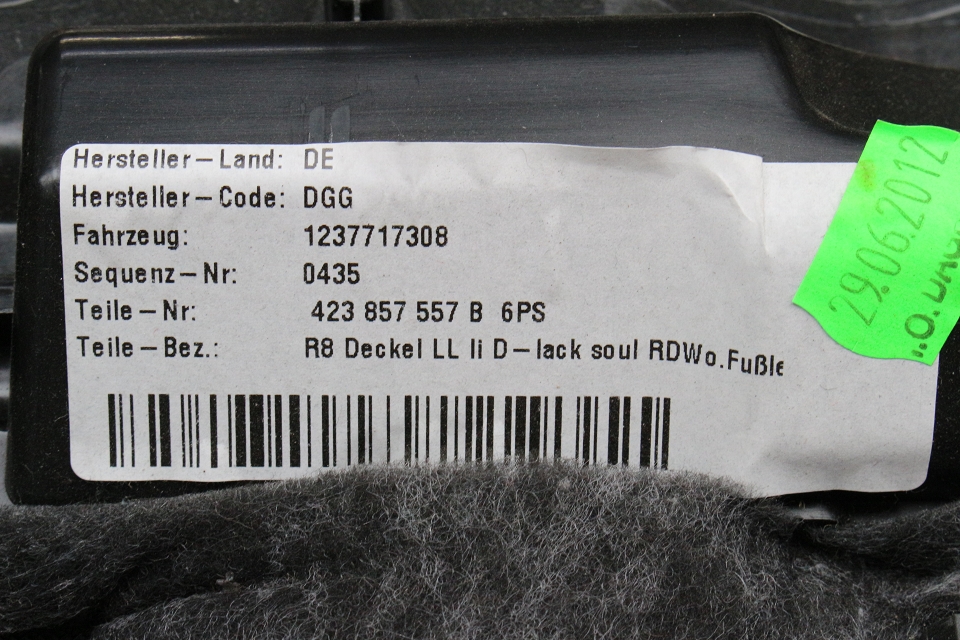 Hersteller-Land: DE
Hersteller-Code: DGG
Fahrzeug: 1237717308
Sequenz-Nr: 0435
Teile-Nr: 423 857 557 B 6PS
Teile-Bez.: R8 Deckel LL li D-lack soul RDWo.Fußle
29.06.2012